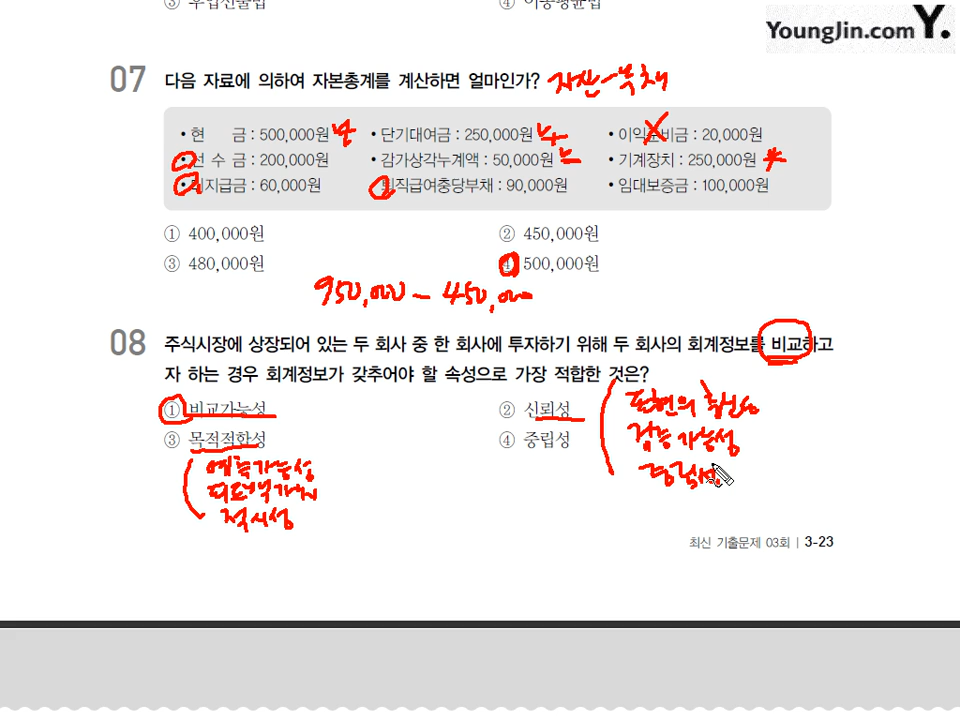 ③ 후입선출법 ④ 이동평균법
YoungJin.com Y.
07 다음 자료에 의하여 자본총계를 계산하면 얼마인가? 자산-부채
• 현 금 : 500,000원 • 단기대여금 : 250,000원 • 이익준비금 : 20,000원
• 선 수 금 : 200,000원 • 감가상각누계액 : 50,000원 • 기계장치 : 250,000원
• 미지급금 : 60,000원 • 퇴직급여충당부채 : 90,000원 • 임대보증금 : 100,000원
① 400,000원 ② 450,000원
③ 480,000원 ④ 500,000원
950,000 - 450,000
08 주식시장에 상장되어 있는 두 회사 중 한 회사에 투자하기 위해 두 회사의 회계정보를 비교하고
자 하는 경우 회계정보가 갖추어야 할 속성으로 가장 적합한 것은?
① 비교가능성 ② 신뢰성
③ 목적적합성 ④ 중립성
표현의 충실성
검증가능성
중립성
예측가능성
피드백가치
적시성
최신 기출문제 03회 | 3-23